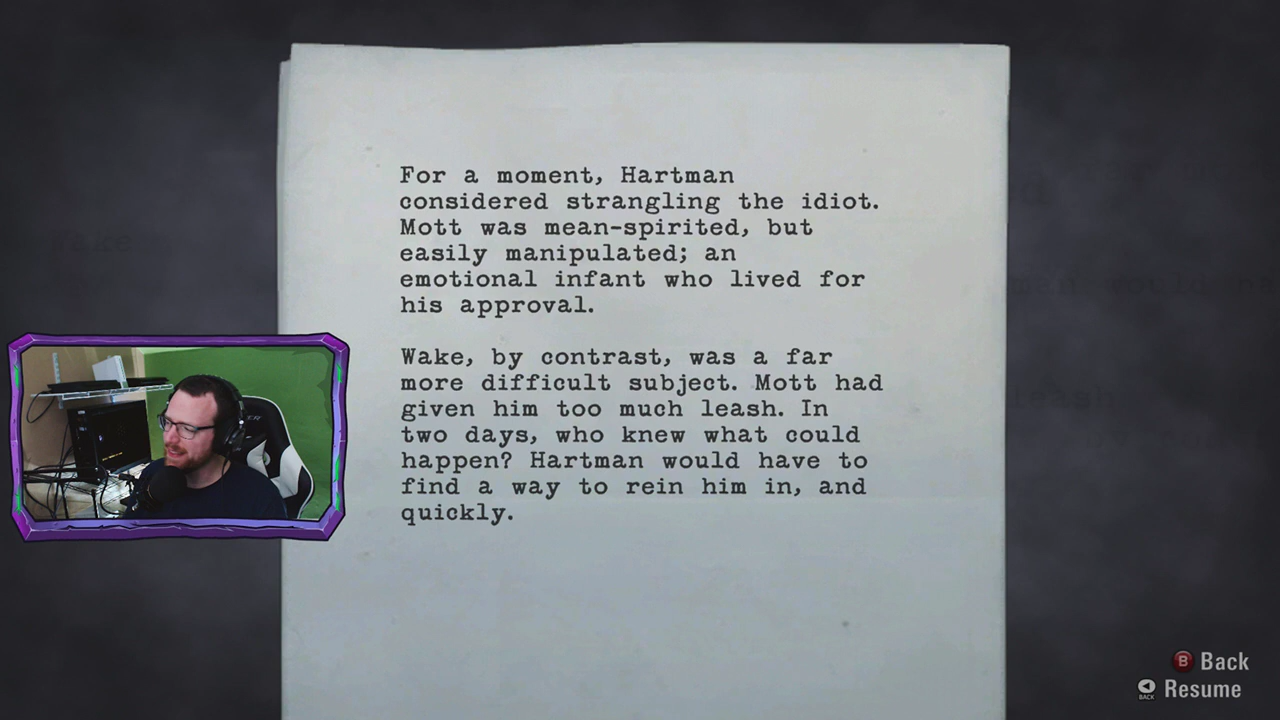 For a moment, Hartman
considered strangling the idiot.
Mott was mean-spirited, but
easily manipulated; an
emotional infant who lived for
his approval.
Wake, by contrast, was a far
more difficult subject. Mott had
given him too much leash. In
two days, who knew what could
happen? Hartman would have to
find a way to rein him in, and
quickly.
B Back
BACK Resume